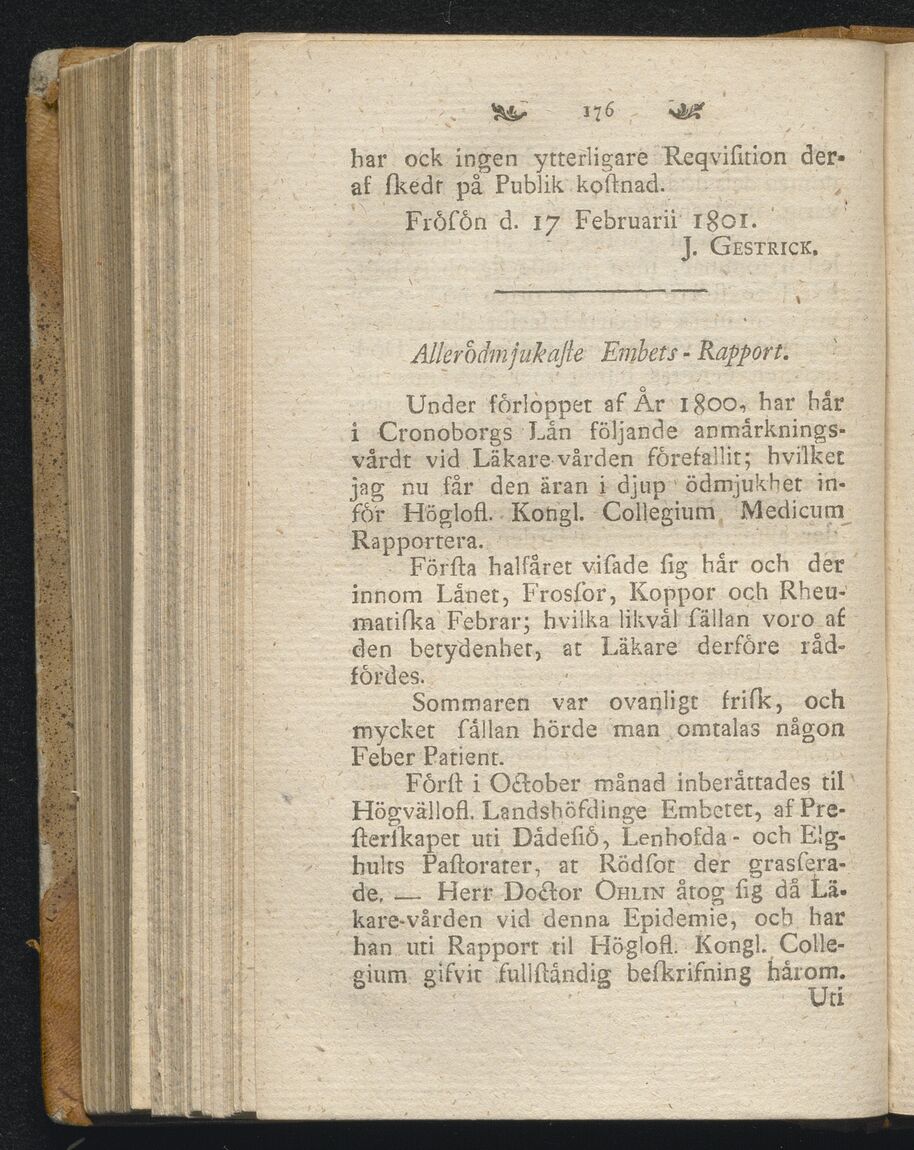 176
har ock ingen ytterligare Reqviſition der-
af ſkedt på Publik koſtnad.
Fröſön d. 17 Februarii 1801.
J. GESTRICK.
Allerödmjukaſte Embets-Rapport.
Under förloppet af År 1800, har här
i Cronoborgs Län följande anmärknings-
värdt vid Läkare-vården förefallit; hvilket
jag nu får den äran i djup ödmjukhet in-
för Höglofl. Kongl. Collegium Medicum
Rapportera.
Förſta halfåret viſade ſig här och der
innom Länet, Frosſor, Koppor och Rheu-
matiſka Febrar; hvilka likväl ſällan voro af
den betydenhet, at Läkare derföre råd-
fördes.
Sommaren var ovanligt friſk, och
mycket ſällan hörde man omtalas någon
Feber Patient.
Förſt i October månad inberättades til
Högvällofl. Landshöfdinge Embetet, af Pre-
ſterſkapet uti Dådeſiö, Lenhofda- och Elg-
hults Paſtorater, at Rödſot der grasſera-
de. — Herr Doctor OHLIN åtog ſig då Lä-
kare-vården vid denna Epidemie, och har
han uti Rapport til Höglofl. Kongl. Colle-
gium gifvit fullſtändig beſkrifning härom.
Uti